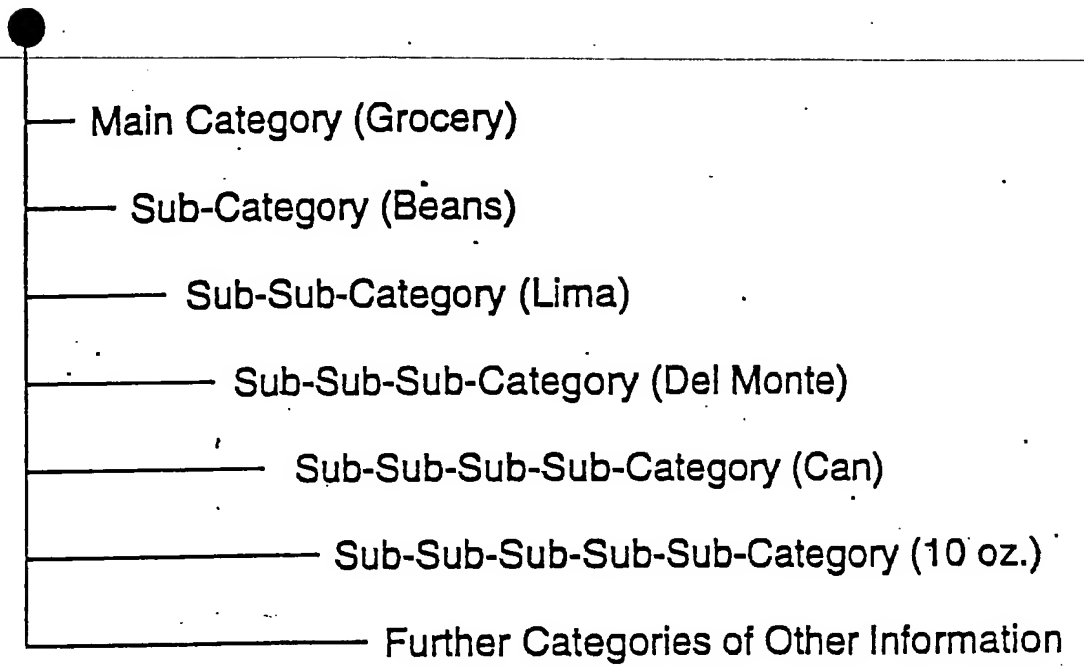 Main Category (Grocery)
Sub-Category (Beans)
Sub-Sub-Category (Lima)
Sub-Sub-Sub-Category (Del Monte)
Sub-Sub-Sub-Sub-Category (Can)
Sub-Sub-Sub-Sub-Sub-Category (10 oz.)
Further Categories of Other Information